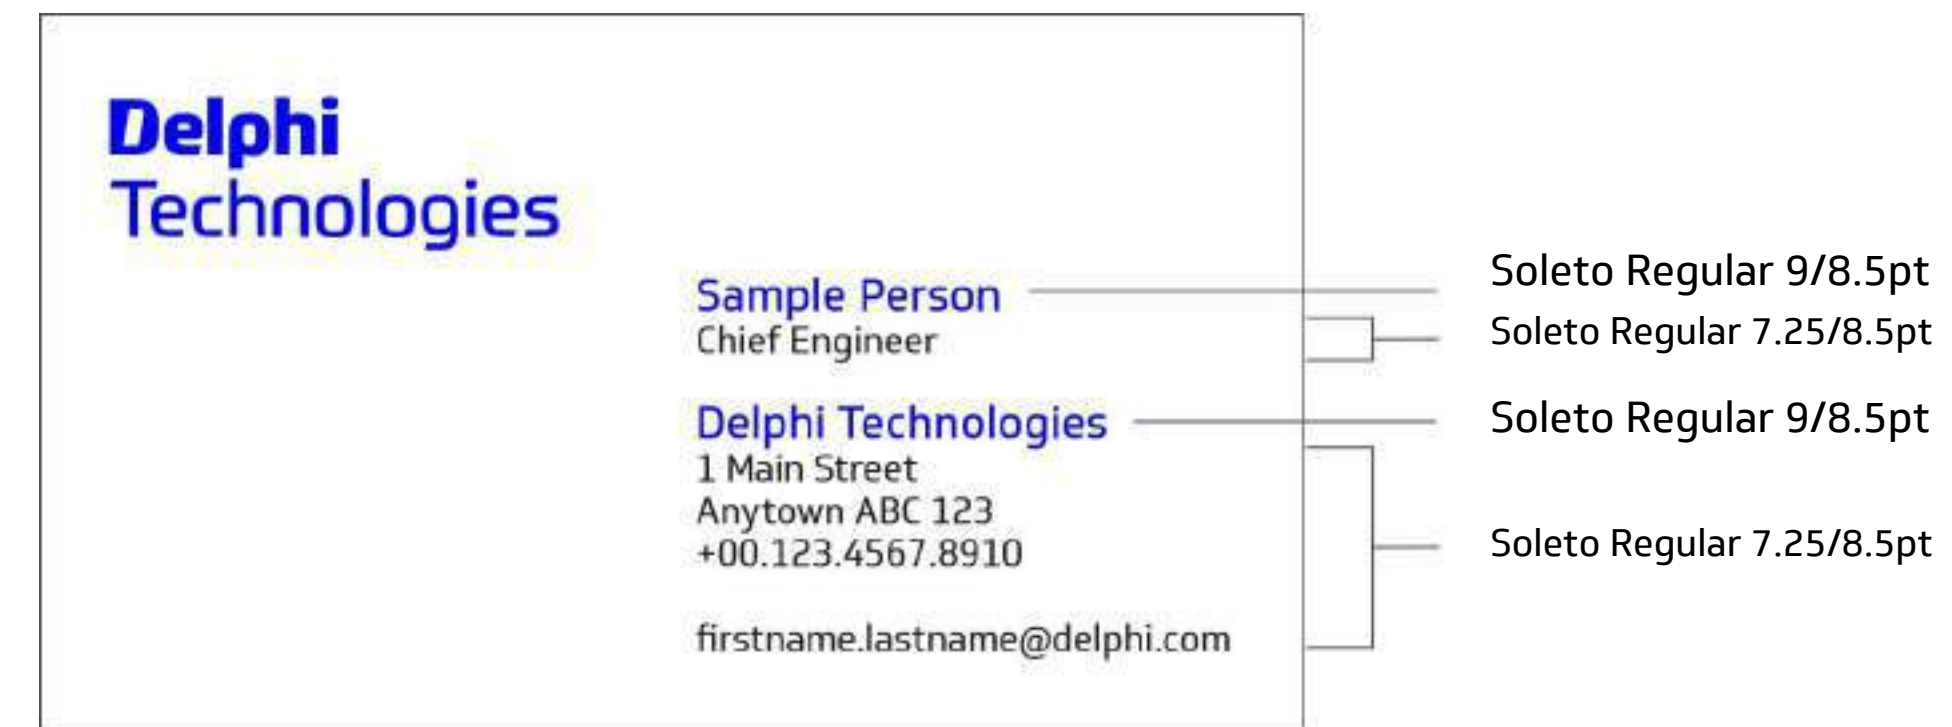 Delphi
Technologies
Sample Person
Soleto Regular 9/8.5pt
Chief Engineer
Soleto Regular 7.25/8.5pt
Delphi Technologies
Soleto Regular 9/8.5pt
1 Main Street
Anytown ABC 123
+00.123.4567.8910
Soleto Regular 7.25/8.5pt
firstname.lastname@delphi.com